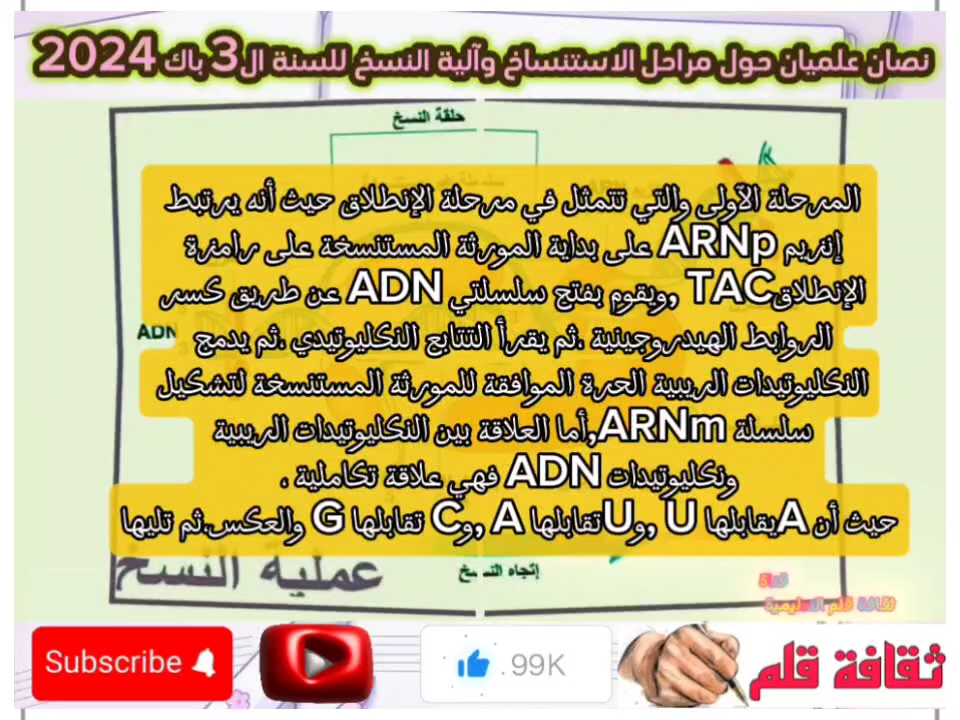 نصان علميان حول مراحل الاستنساخ وآلية النسخ للسنة ال3 باك 2024
حلقة النسخ
المرحلة الآولى والتي تتمثل في مرحلة الإنطلاق حيث أنه يرتبط
إنزيم ARNp على بداية المورثة المستنسخة على رامزة
الإنطلاقTAC ,ويقوم بفتح سلسلتي ADN عن طريق كسر
الروابط الهيدروجينية .ثم يقرأ التتابع النكليوتيدي .ثم يدمج
النكليوتيدات الريبية الحرة الموافقة للمورثة المستنسخة لتشكيل
سلسلة ARNm,أما العلاقة بين النكليوتيدات الريبية
ونكليوتيدات ADN فهي علاقة تكاملية .
حيث أن Aيقابلها U ,وUتقابلها A ,وC تقابلها G والعكس.ثم تليها
ADN
إتجاه النسخ
عملية النسخ
Subscribe
99K
ثقافة قلم